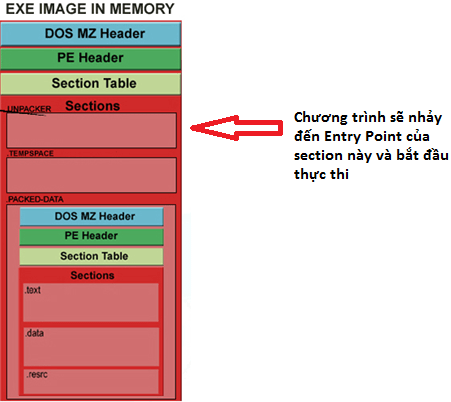 EXE IMAGE IN MEMORY
DOS MZ Header
PE Header
Section Table
Sections
.UNPACKER
Chương trình sẽ nhảy
đến Entry Point của
section này và bắt đầu
thực thi
.TEMPSPACE
.PACKED-DATA
DOS MZ Header
PE Header
Section Table
Sections
.text
.data
.resrc